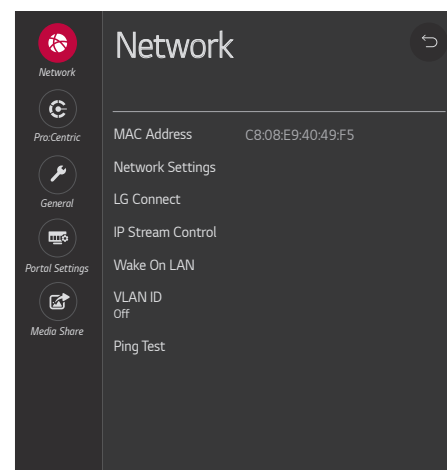 Network
Network
Pro:Centric
General
Portal Settings
Media Share
MAC Address C8:08:E9:40:49:F5
Network Settings
LG Connect
IP Stream Control
Wake On LAN
VLAN ID
Off
Ping Test